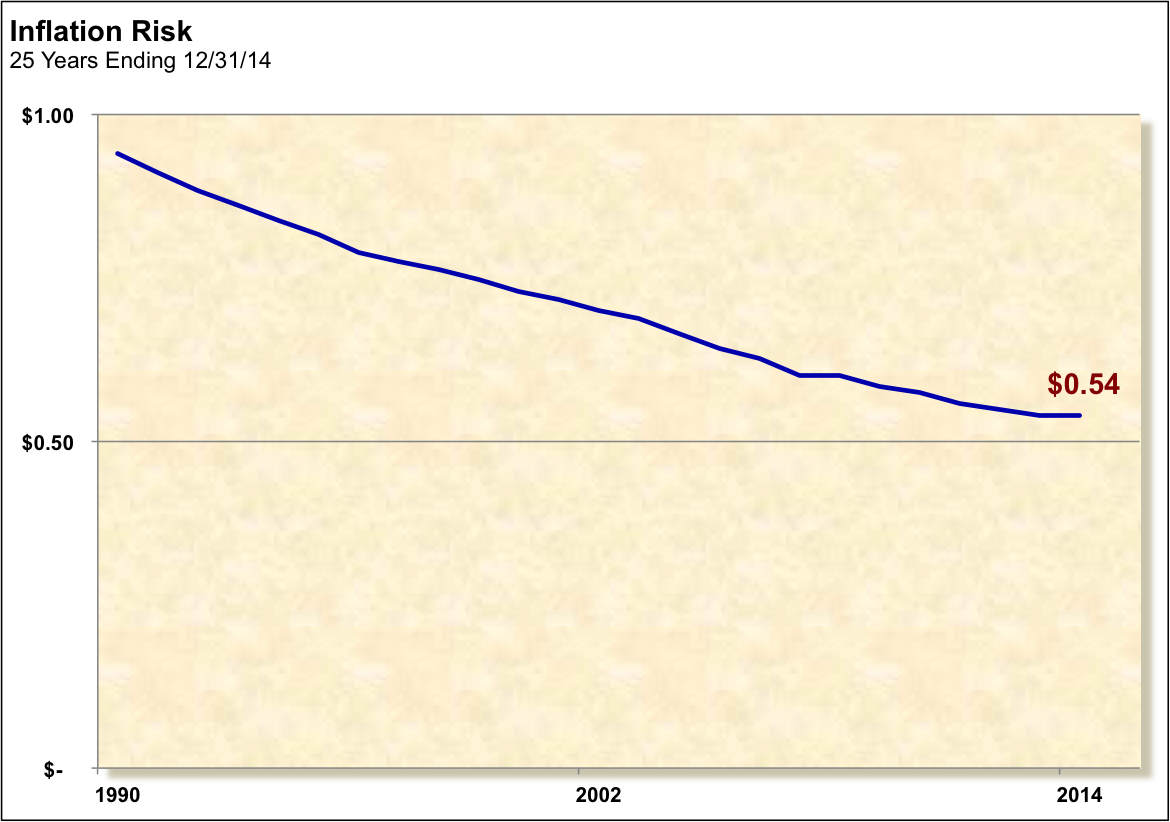 Inflation Risk
25 Years Ending 12/31/14
$1.00
$0.54
$0.50
$-
1990 2002 2014